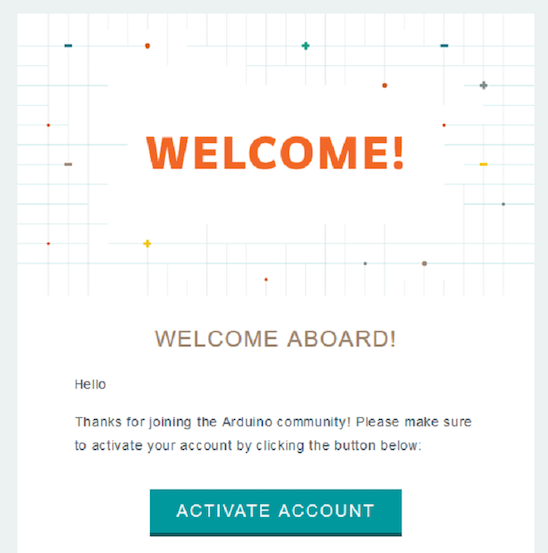 WELCOME!
WELCOME ABOARD!
Hello
Thanks for joining the Arduino community! Please make sure
to activate your account by clicking the button below:
ACTIVATE ACCOUNT